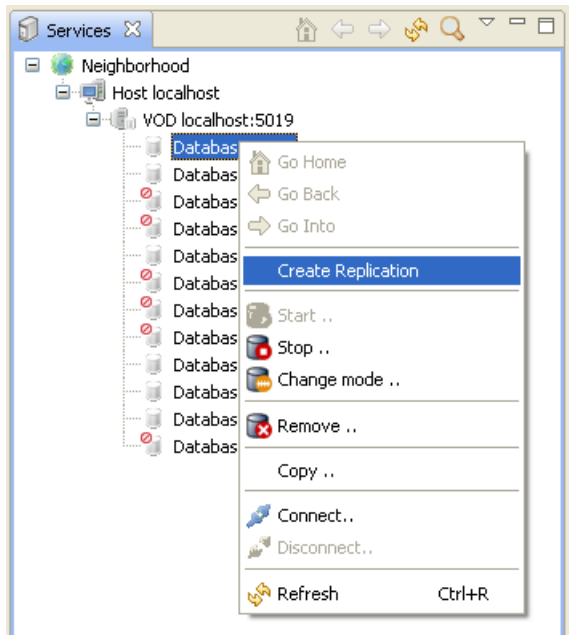 Services
Neighborhood
Host localhost
VOD localhost:5019
Databas
Databas
Databas
Databas
Databas
Databas
Databas
Databas
Databas
Databas
Databas
Databas
Go Home
Go Back
Go Into
Create Replication
Start ..
Stop ..
Change mode ..
Remove ..
Copy ..
Connect..
Disconnect..
Refresh Ctrl+R